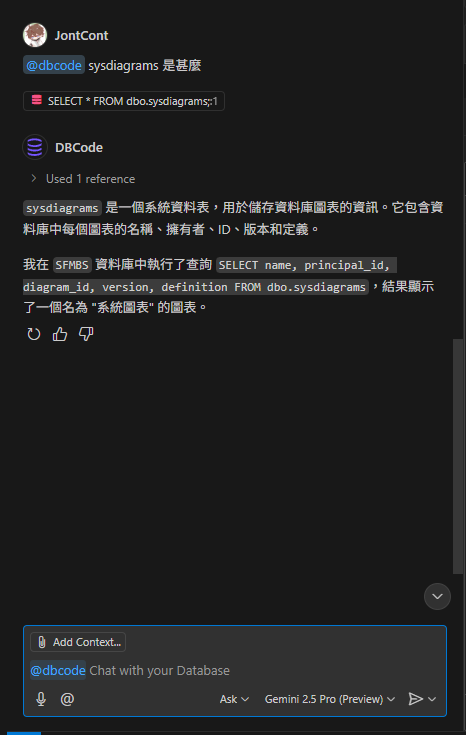 JontCont
@dbcode sysdiagrams 是甚麼
SELECT * FROM dbo.sysdiagrams;:1
DBCode
Used 1 reference
sysdiagrams 是一個系統資料表，用於儲存資料庫圖表的資訊。它包含資
料庫中每個圖表的名稱、擁有者、ID、版本和定義。
我在 SFMBS 資料庫中執行了查詢 SELECT name, principal_id,
diagram_id, version, definition FROM dbo.sysdiagrams，結果顯示
了一個名為 "系統圖表" 的圖表。
Add Context...
@dbcode Chat with your Database
@ Ask Gemini 2.5 Pro (Preview)